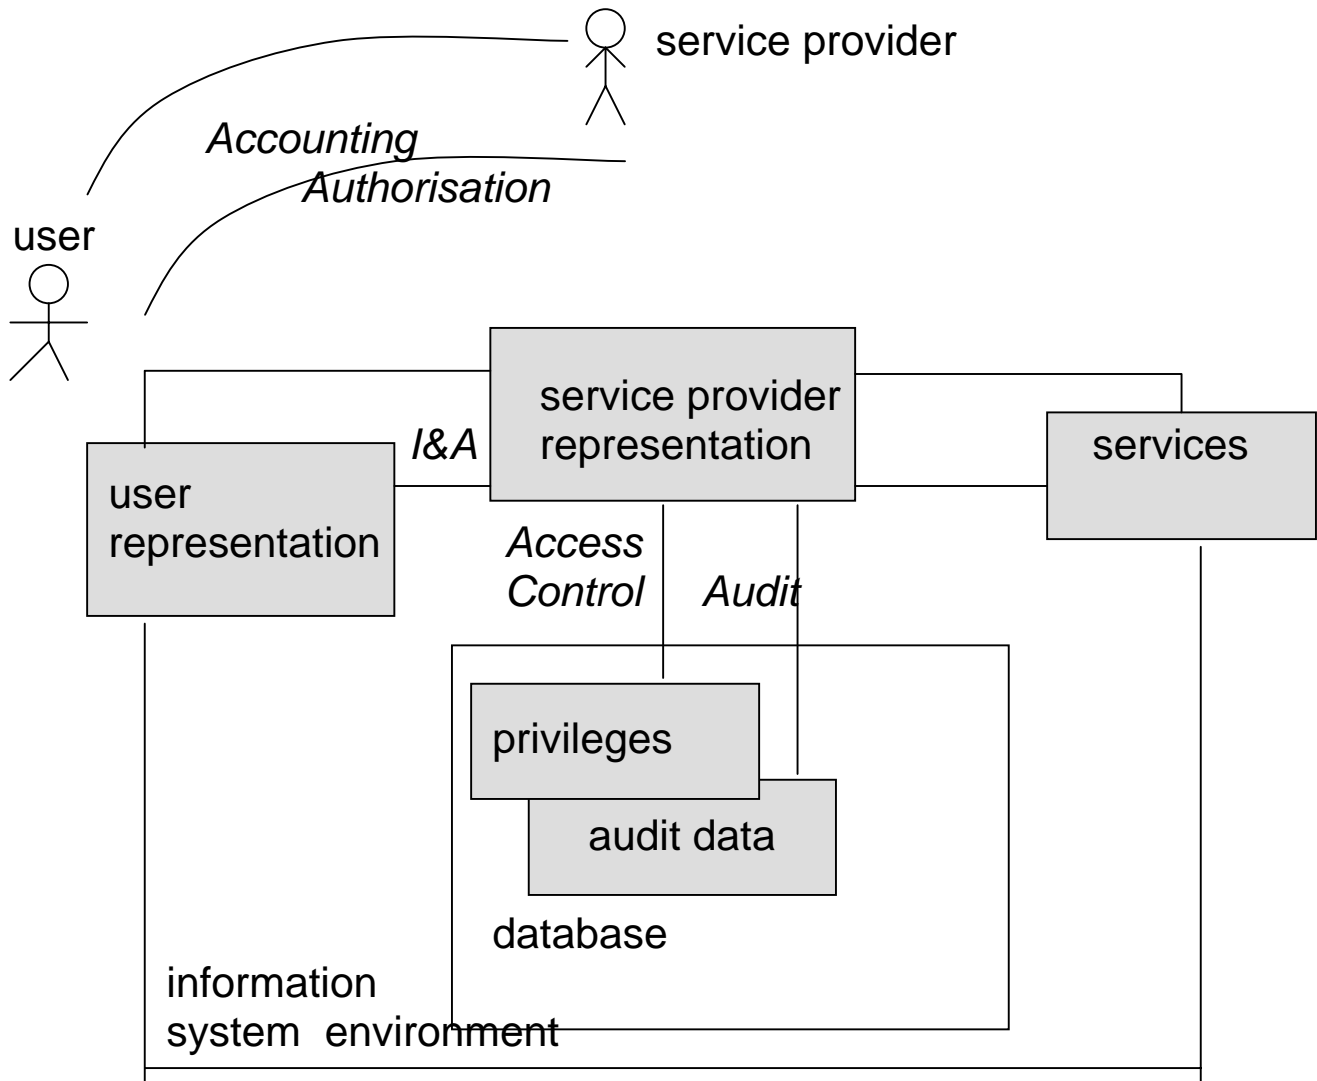 service provider
Accounting
Authorisation
user
service provider
representation
I&A
services
user
representation
Access
Control
Audit
privileges
audit data
database
information
system environment